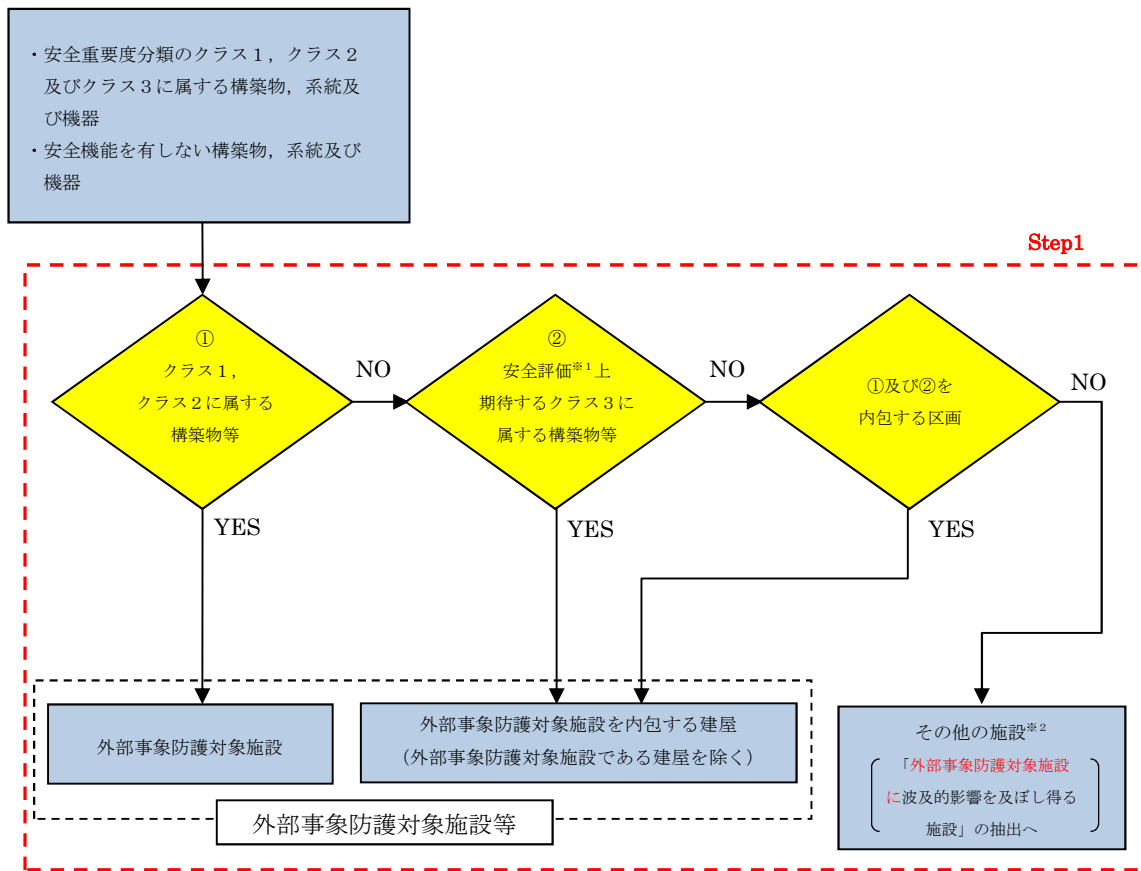 ・安全重要度分類のクラス1，クラス2
及びクラス3に属する構築物，系統及
び機器
・安全機能を有しない構築物，系統及び
機器
Step1
①
クラス1，
クラス2に属する
構築物等
NO
YES
②
安全評価※1上
期待するクラス3に
属する構築物等
NO
YES
①及び②を
内包する区画
NO
YES
外部事象防護対象施設
外部事象防護対象施設を内包する建屋
（外部事象防護対象施設である建屋を除く）
外部事象防護対象施設等
その他の施設※2
「外部事象防護対象施設
に波及的影響を及ぼし得る
施設」の抽出へ